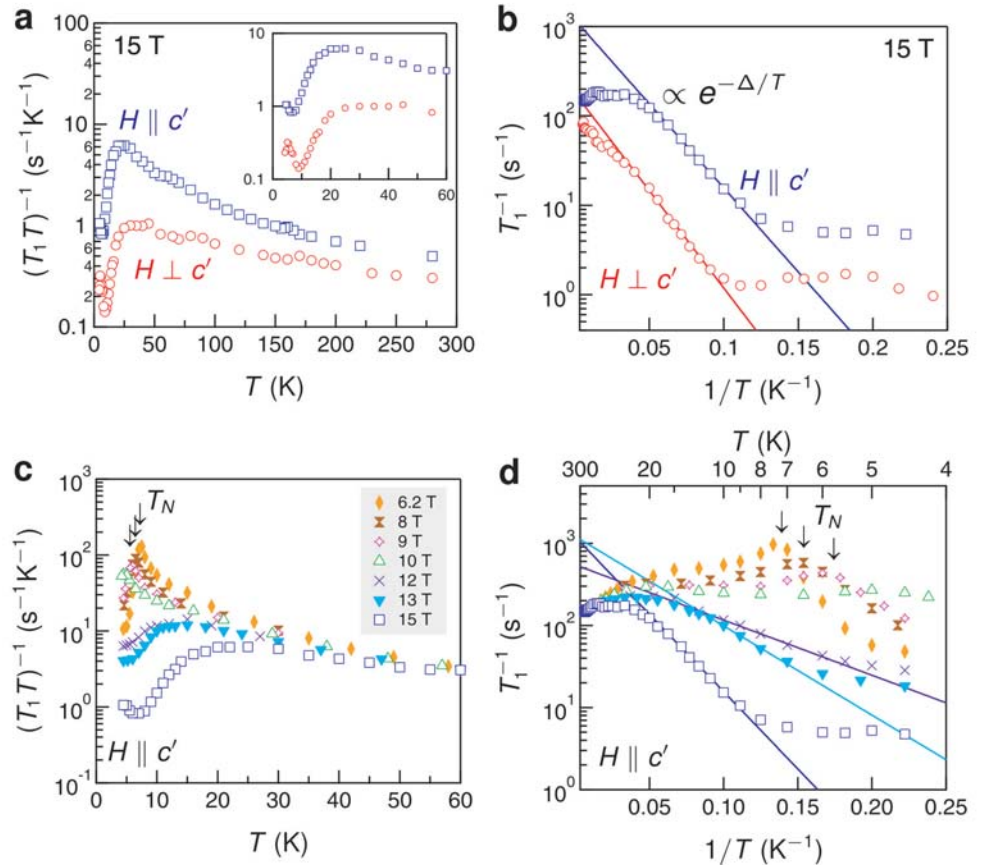 a
15 T
H ∥ c′
H ⊥ c′
(T₁T)⁻¹ (s⁻¹K⁻¹)
100
6
4
2
10
6
4
2
1
6
4
2
0.1
0 50 100 150 200 250 300
T (K)
10
1
0.1
0 20 40 60
b
15 T
∝ e^{−Δ/T}
H ∥ c′
H ⊥ c′
T₁⁻¹ (s⁻¹)
10³
10²
10¹
10⁰
0.05 0.10 0.15 0.20 0.25
1/T (K⁻¹)
c
T_N
6.2 T
8 T
9 T
10 T
12 T
13 T
15 T
H ∥ c′
(T₁T)⁻¹ (s⁻¹K⁻¹)
10³
10²
10¹
10⁰
10⁻¹
0 10 20 30 40 50 60
T (K)
d
T (K)
300 20 10 8 7 6 5 4
T_N
H ∥ c′
T₁⁻¹ (s⁻¹)
10³
10²
10¹
10⁰
0.05 0.10 0.15 0.20 0.25
1/T (K⁻¹)